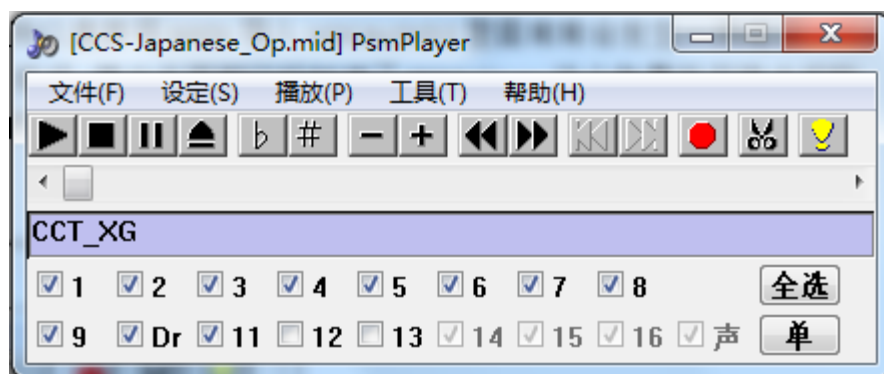 [CCS-Japanese_Op.mid] PsmPlayer
文件(F) 设定(S) 播放(P) 工具(T) 帮助(H)
CCT_XG
1 2 3 4 5 6 7 8 全选
9 Dr 11 12 13 14 15 16 声 单